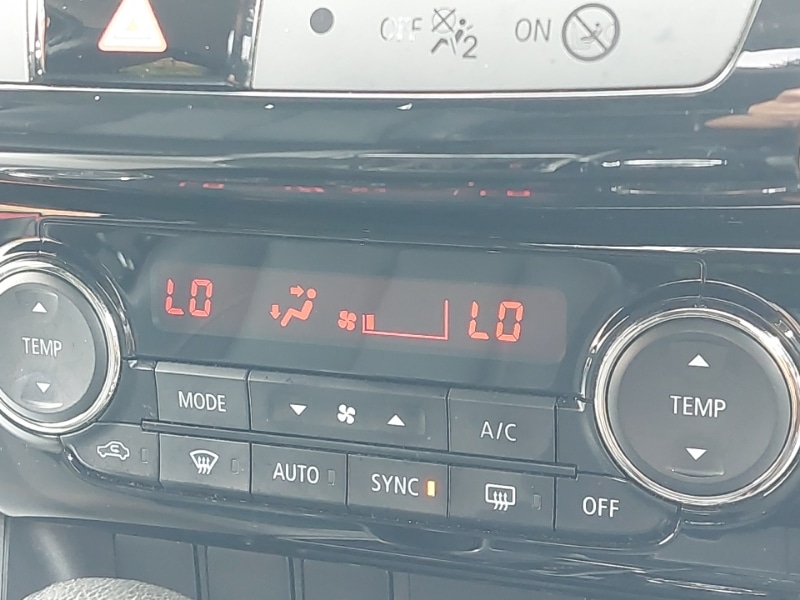 OFF 2 ON
LO LO
TEMP
MODE A/C TEMP
AUTO SYNC OFF